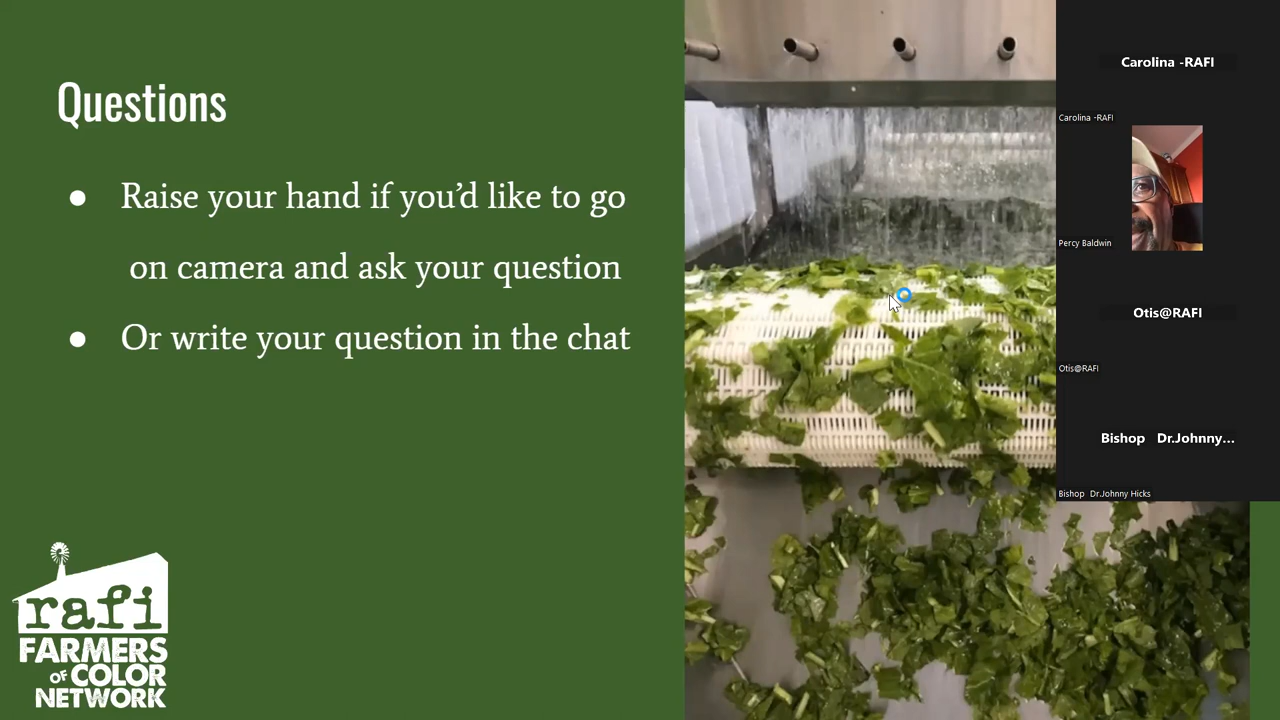 Questions
● Raise your hand if you’d like to go
on camera and ask your question
● Or write your question in the chat
rafi
FARMERS
OF COLOR
NETWORK
Carolina -RAFI
Carolina -RAFI
Percy Baldwin
Otis@RAFI
Otis@RAFI
Bishop Dr.Johnny...
Bishop Dr.Johnny Hicks